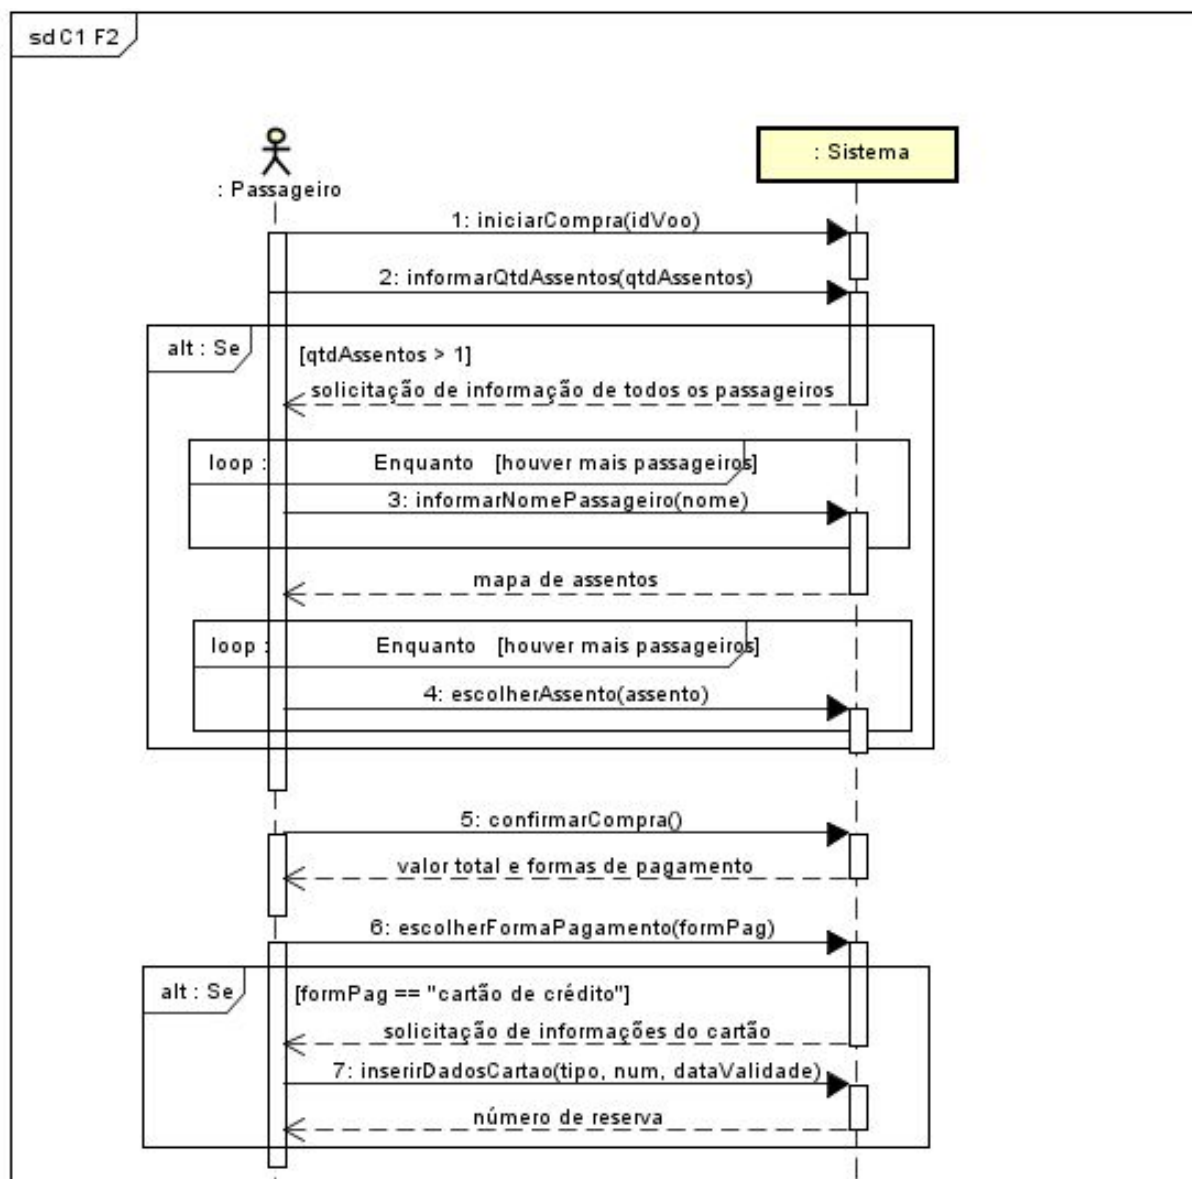 sd C1 F2
: Passageiro
: Sistema
1: iniciarCompra(idVoo)
2: informarQtdAssentos(qtdAssentos)
alt : Se
[qtdAssentos > 1]
solicitação de informação de todos os passageiros
loop : Enquanto [houver mais passageiros]
3: informarNomePassageiro(nome)
mapa de assentos
loop : Enquanto [houver mais passageiros]
4: escolherAssento(assento)
5: confirmarCompra()
valor total e formas de pagamento
6: escolherFormaPagamento(formPag)
alt : Se
[formPag == "cartão de crédito"]
solicitação de informações do cartão
7: inserirDadosCartao(tipo, num, dataValidade)
número de reserva